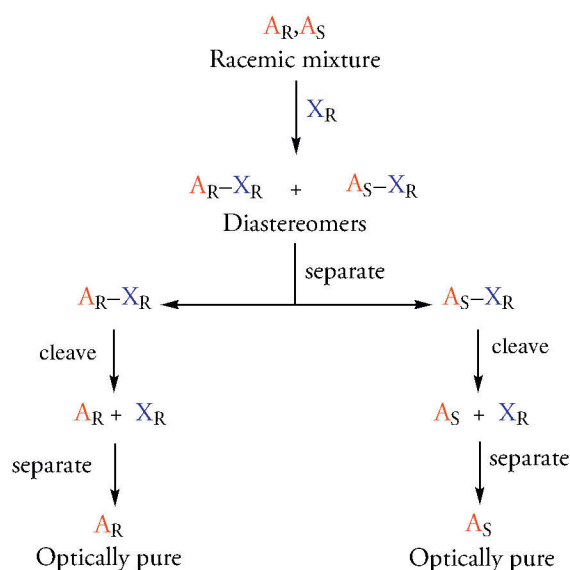 A_R, A_S
Racemic mixture
X_R
A_R–X_R + A_S–X_R
Diastereomers
separate
A_R–X_R A_S–X_R
cleave cleave
A_R + X_R A_S + X_R
separate separate
A_R A_S
Optically pure Optically pure